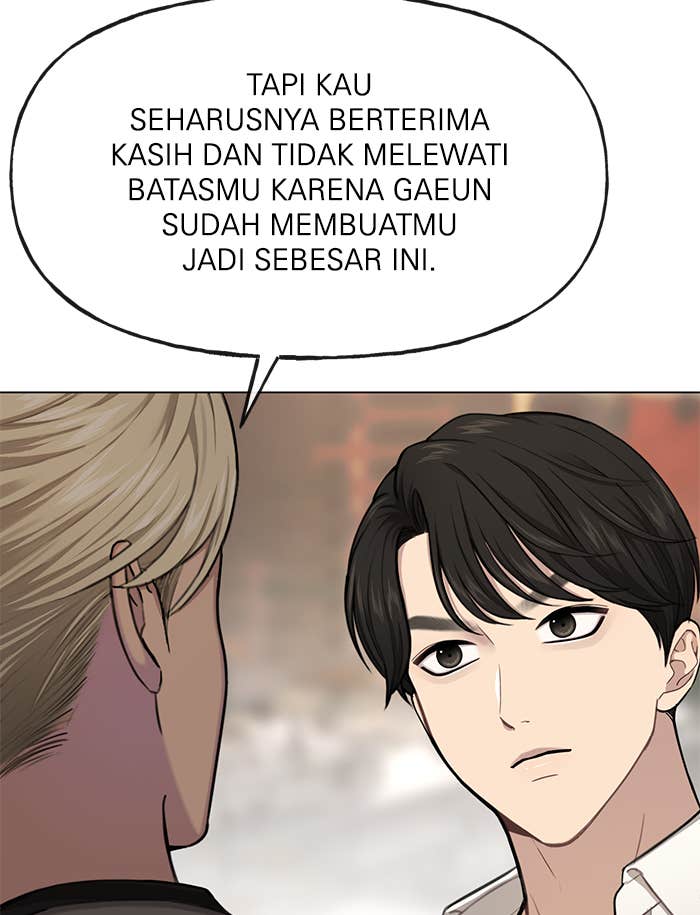 TAPI KAU
SEHARUSNYA BERTERIMA
KASIH DAN TIDAK MELEWATI
BATASMU KARENA GAEUN
SUDAH MEMBUATMU
JADI SEBESAR INI.